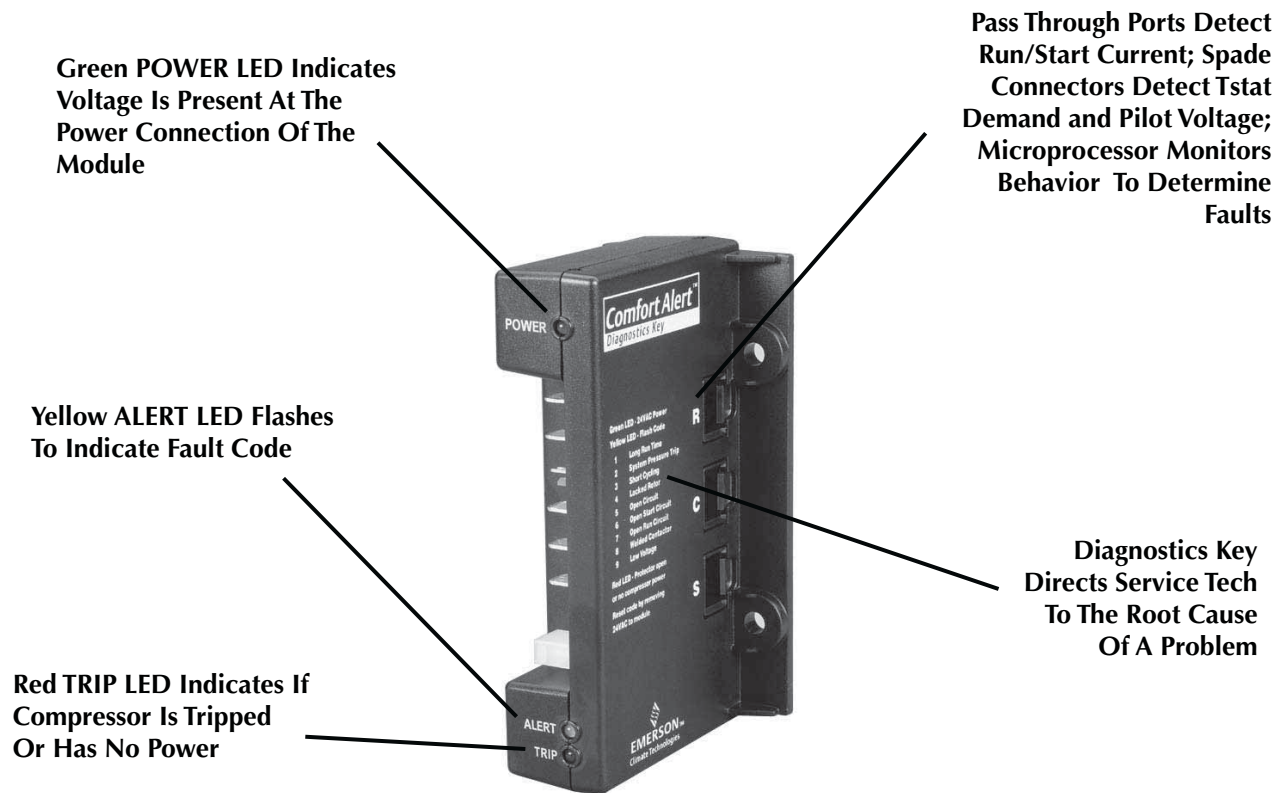 Green POWER LED Indicates
Voltage Is Present At The
Power Connection Of The
Module
Pass Through Ports Detect
Run/Start Current; Spade
Connectors Detect Tstat
Demand and Pilot Voltage;
Microprocessor Monitors
Behavior To Determine
Faults
Yellow ALERT LED Flashes
To Indicate Fault Code
Diagnostics Key
Directs Service Tech
To The Root Cause
Of A Problem
Red TRIP LED Indicates If
Compressor Is Tripped
Or Has No Power
POWER
Comfort Alert™
Diagnostics Key
Green LED - 24VAC Power
Yellow LED - Flash Code
1 Long Run Time
2 System Pressure Trip
3 Short Cycling
4 Locked Rotor
5 Open Circuit
6 Open Start Circuit
7 Open Run Circuit
8 Welded Contactor
9 Low Voltage
Red LED - Protector open
or no compressor power
Reset code by removing
24VAC to module
R
C
S
ALERT
TRIP
EMERSON™
Climate Technologies